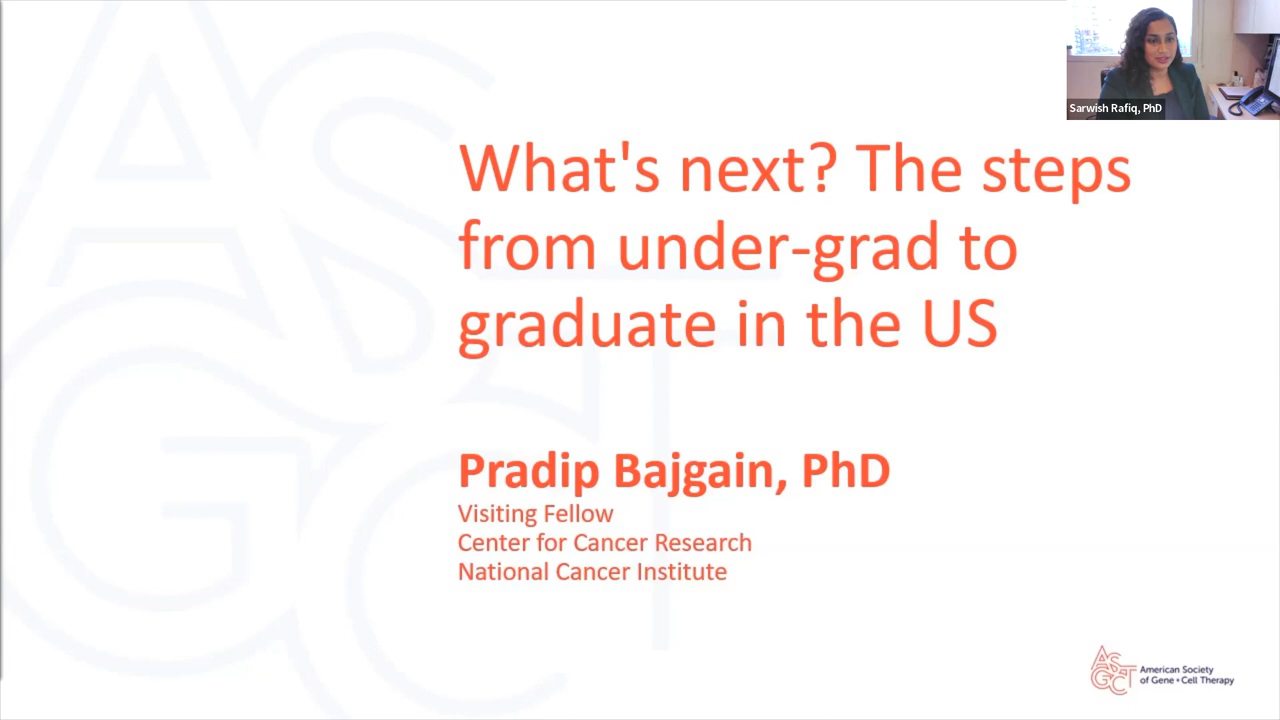 Sarwish Rafiq, PhD
What's next? The steps
from under-grad to
graduate in the US
Pradip Bajgain, PhD
Visiting Fellow
Center for Cancer Research
National Cancer Institute
ASGCT
American Society
of Gene + Cell Therapy